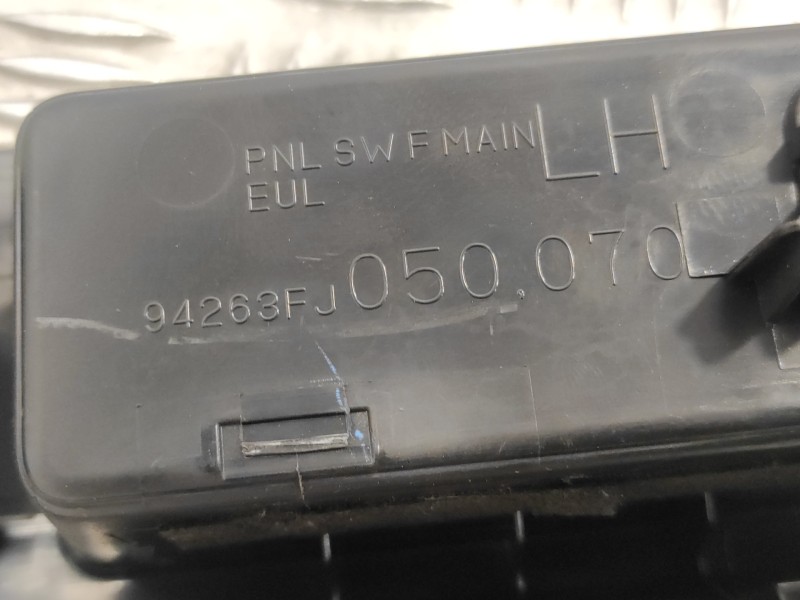 PNL SW F MAIN LH
EUL
94263FJ050,070